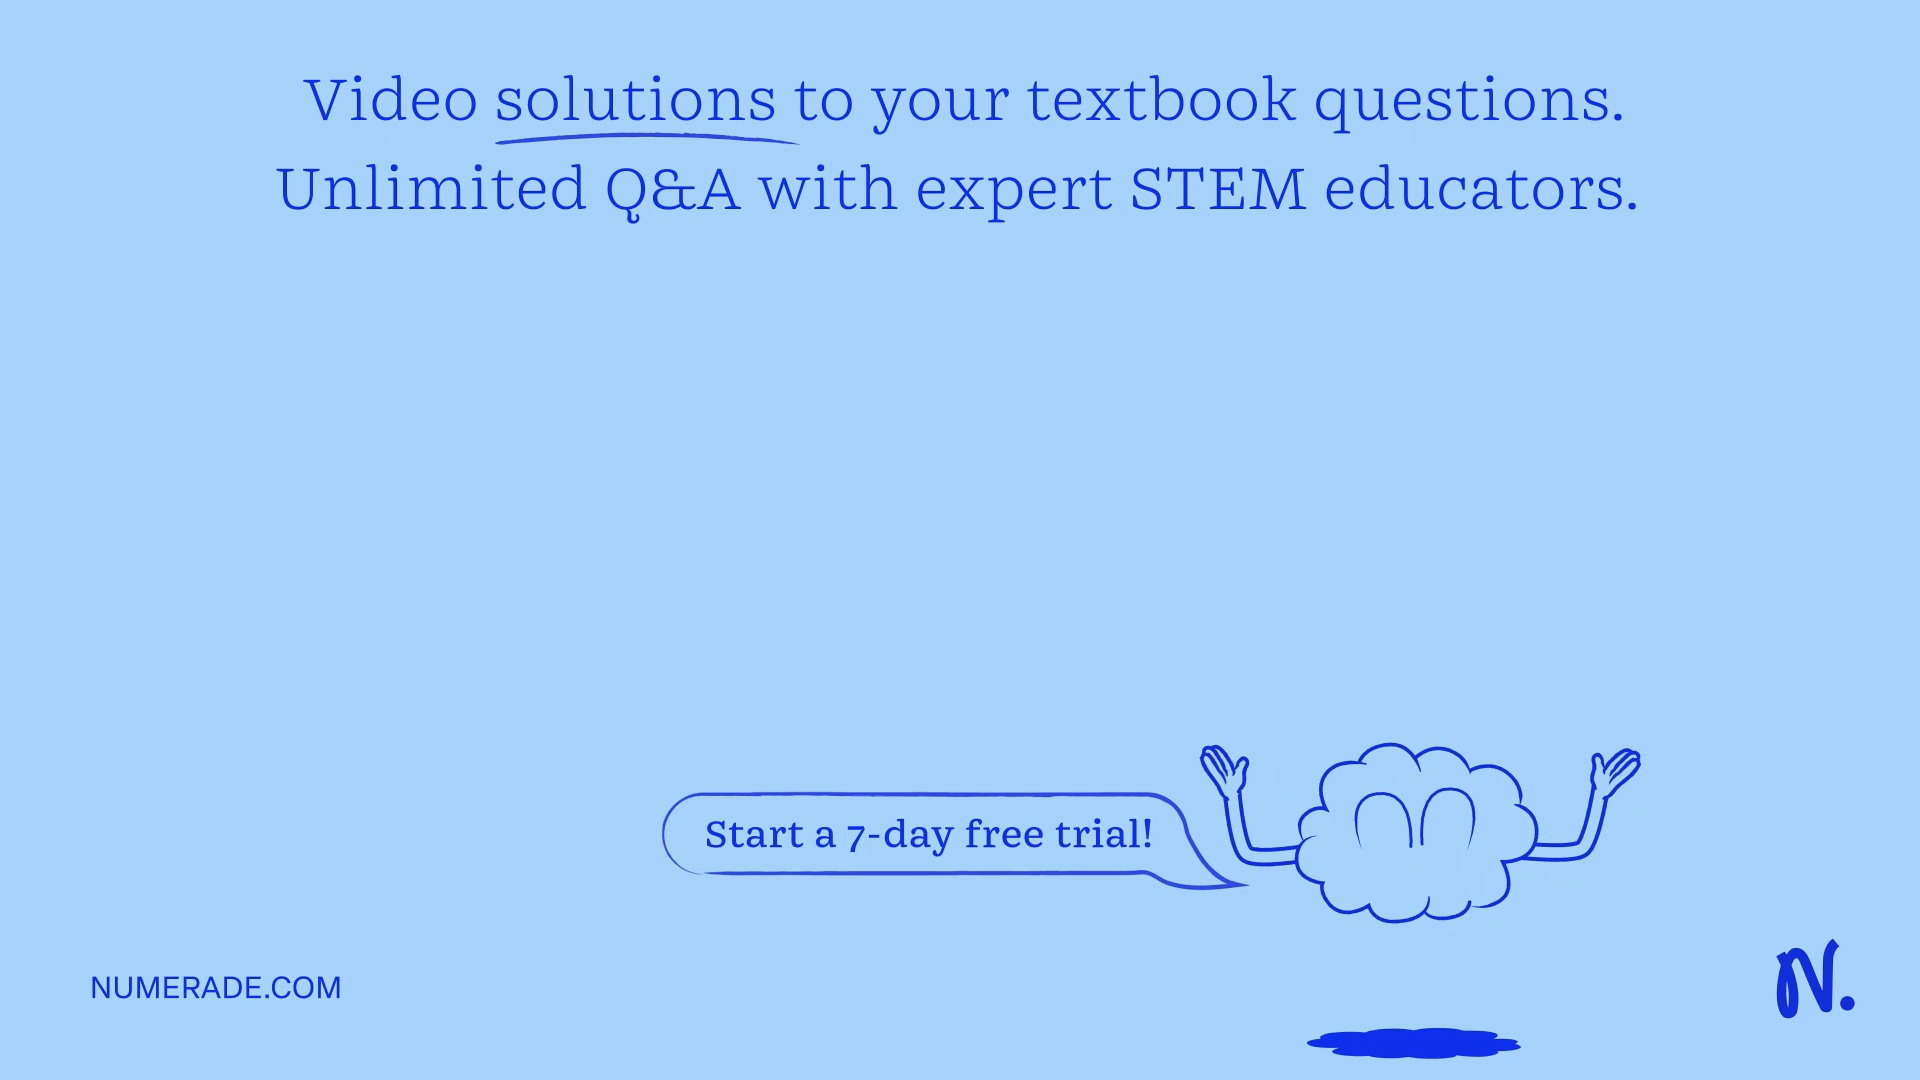 Video solutions to your textbook questions.
Unlimited Q&A with expert STEM educators.
Start a 7-day free trial!
NUMERADE.COM
N.